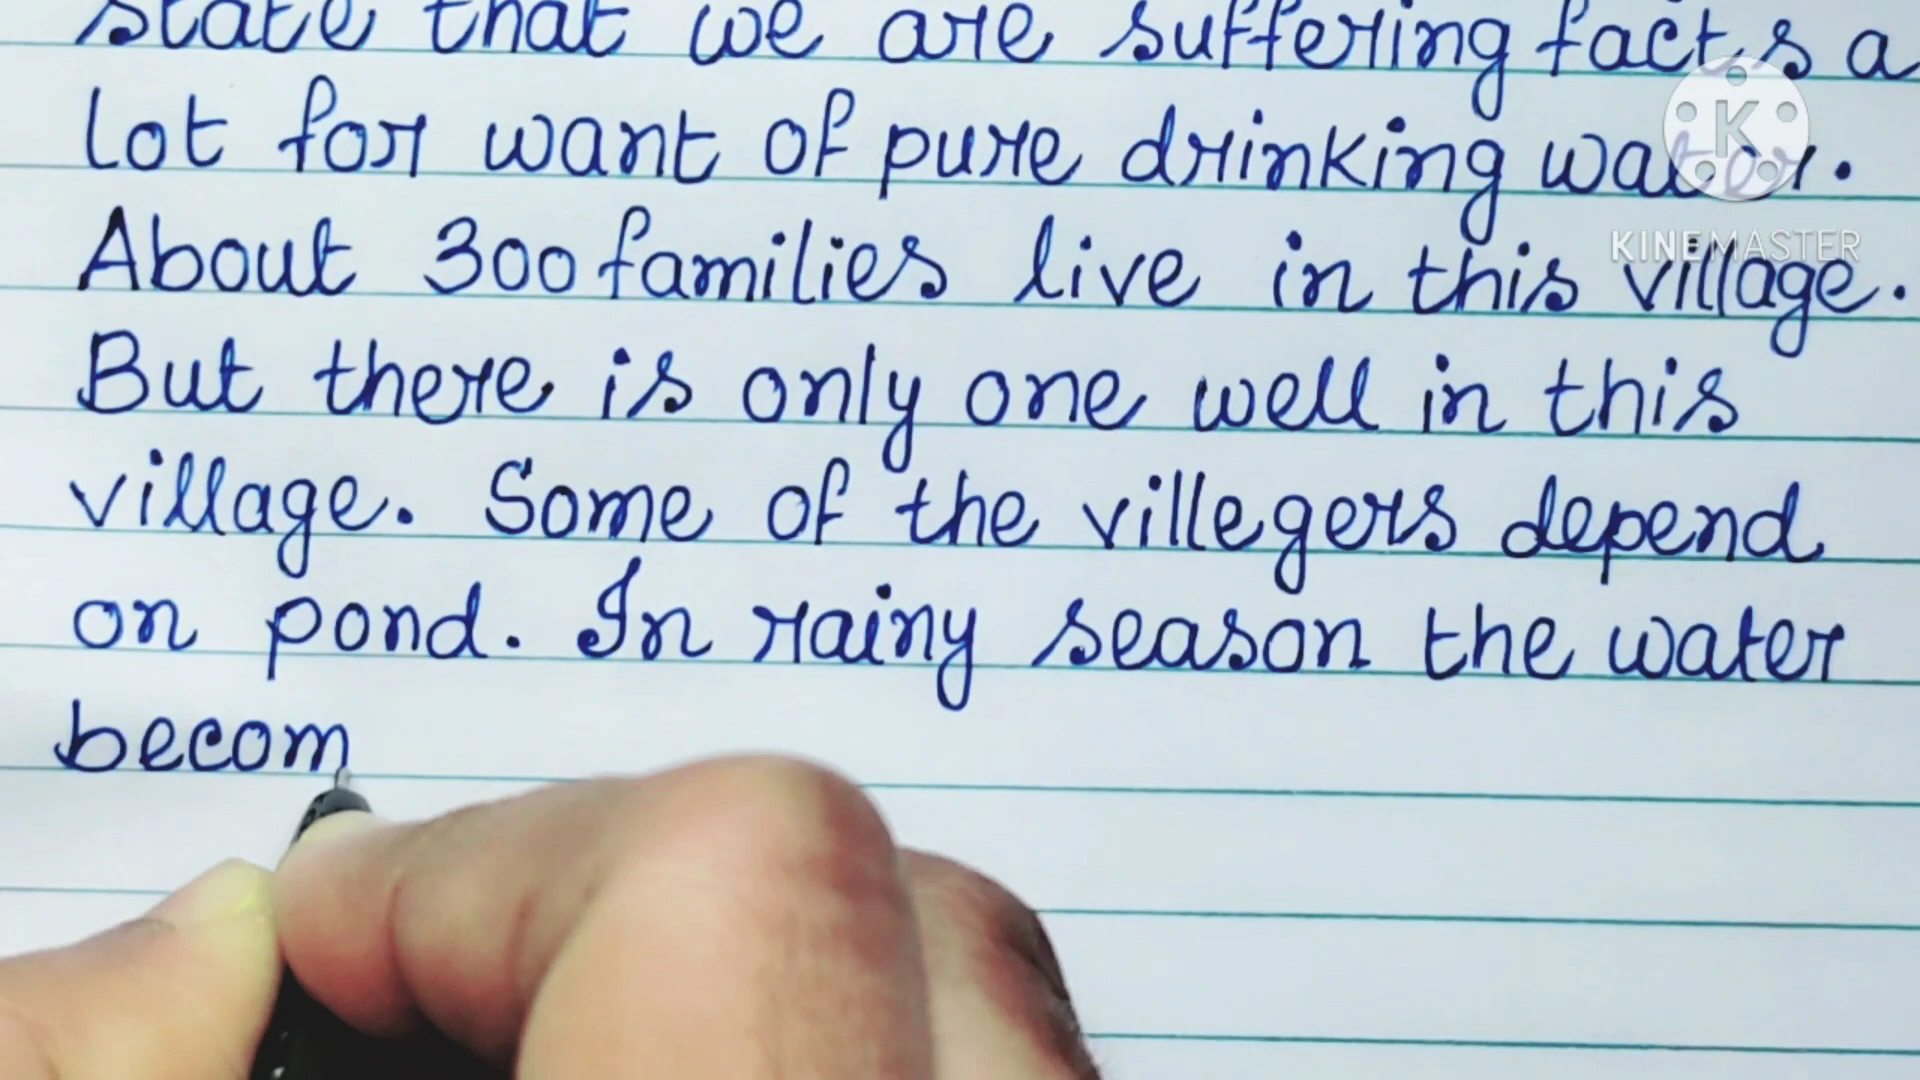 state that we are suffering facts a
lot for want of pure drinking water.
About 300 families live in this village.
But there is only one well in this
village. Some of the villegers depend
on pond. In rainy season the water
becom
K
KINEMASTER